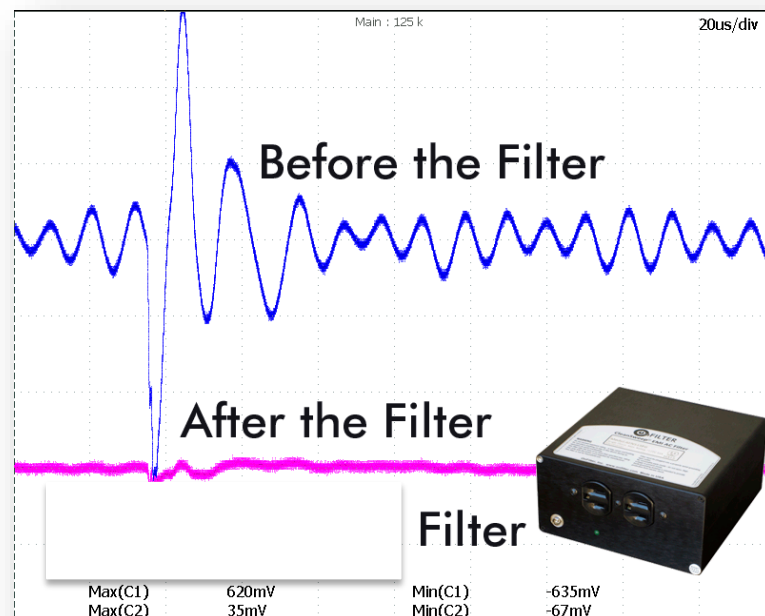 Main : 125 k
20us/div
Before the Filter
After the Filter
FILTER
Filter
Max(C1) 620mV Min(C1) -635mV
Max(C2) 35mV Min(C2) -67mV